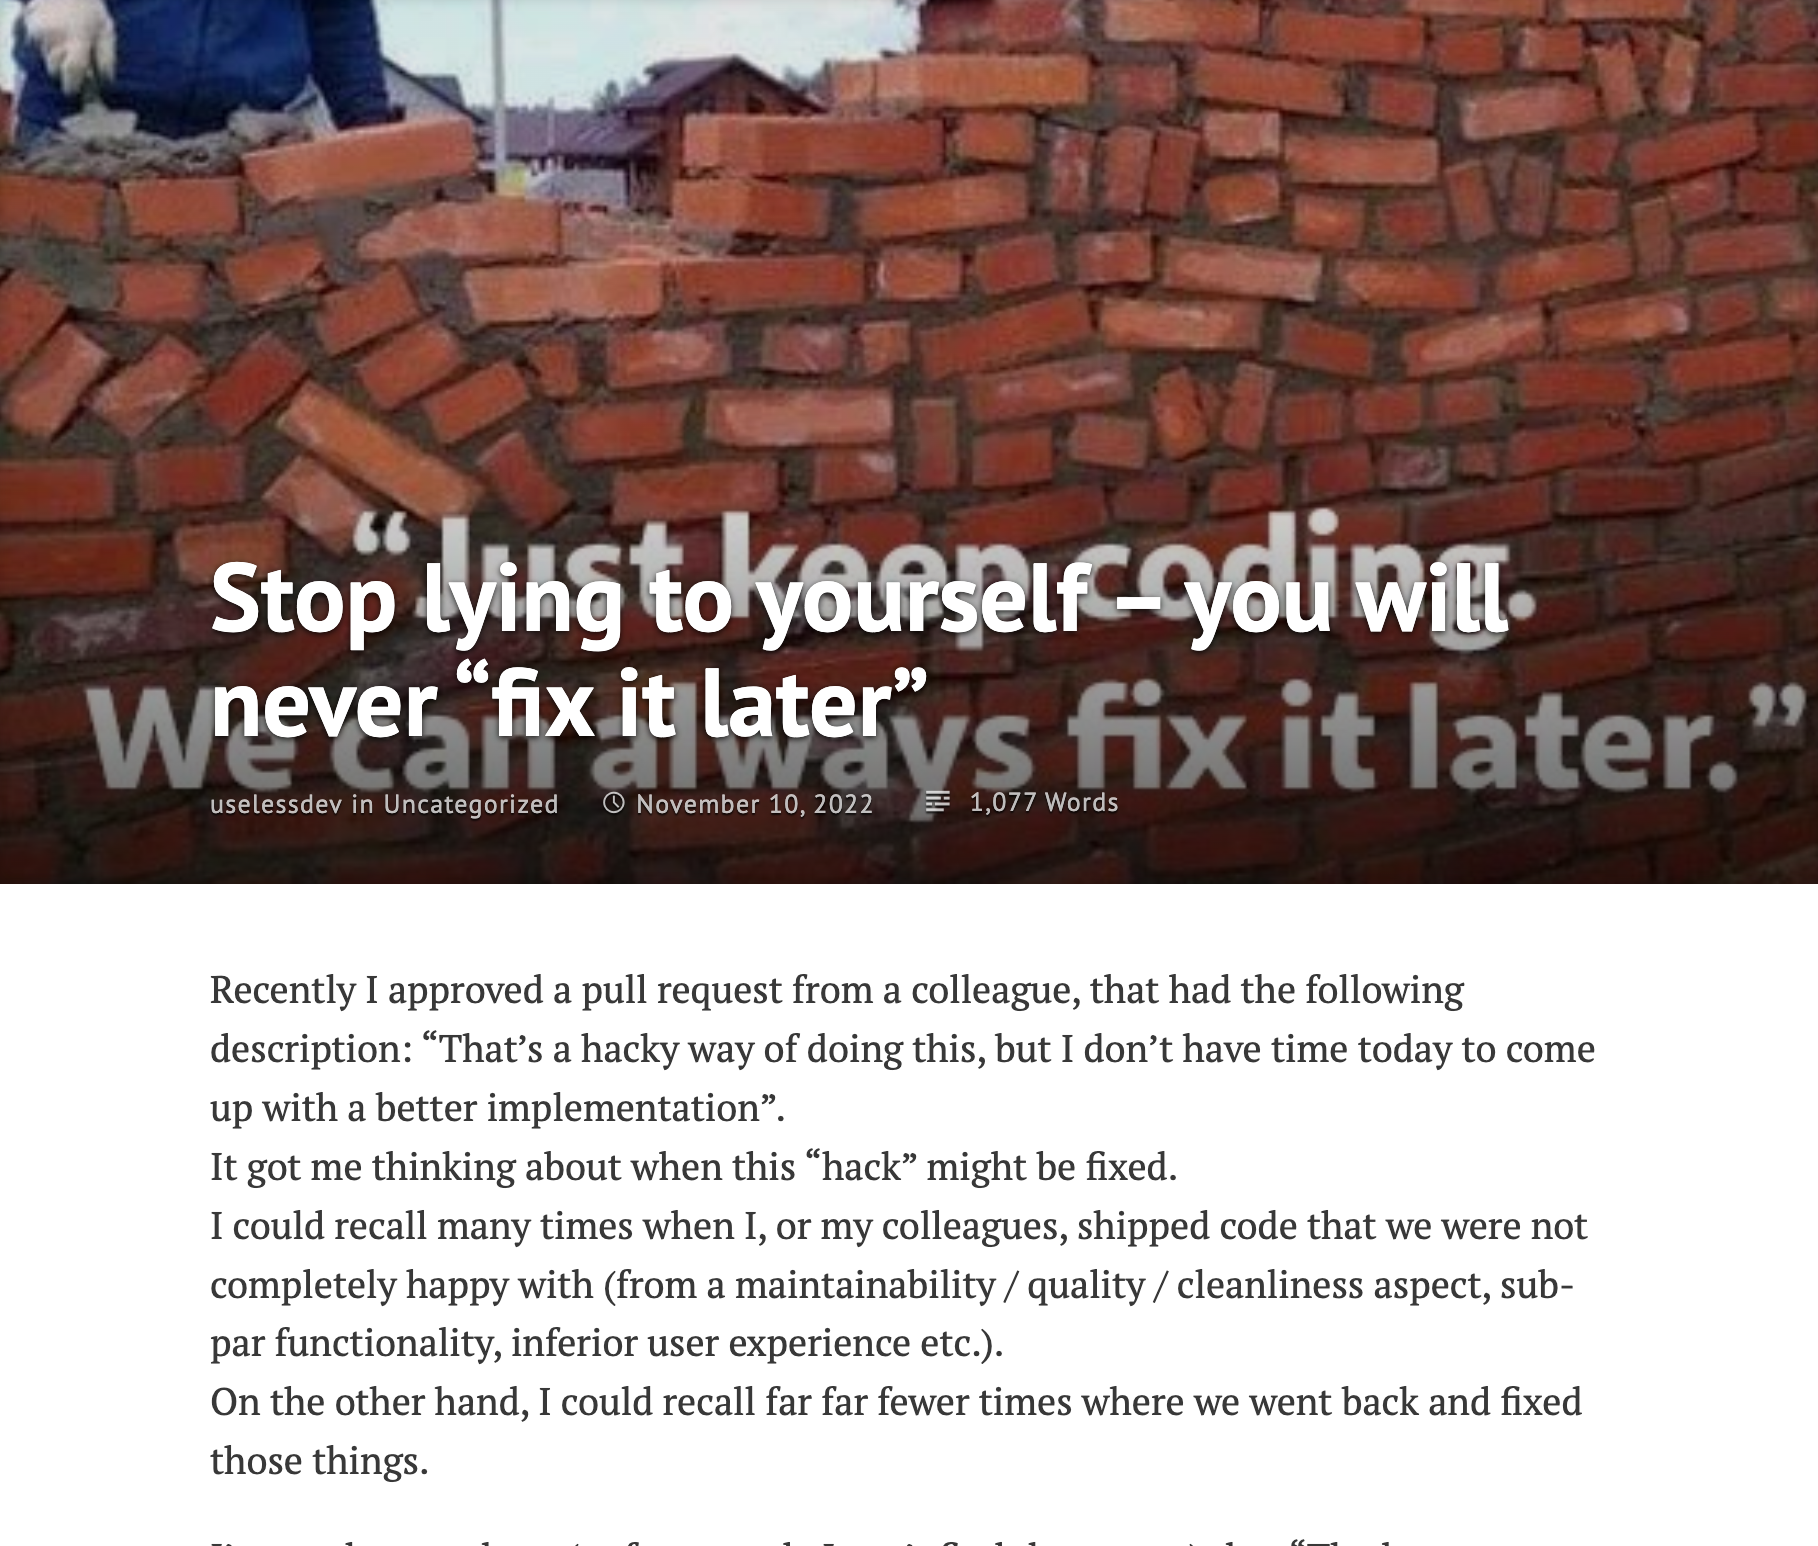 “Just keep coding.
We can always fix it later.”
Stop lying to yourself – you will
never “fix it later”
uselessdev in Uncategorized November 10, 2022 1,077 Words
Recently I approved a pull request from a colleague, that had the following
description: “That’s a hacky way of doing this, but I don’t have time today to come
up with a better implementation”.
It got me thinking about when this “hack” might be fixed.
I could recall many times when I, or my colleagues, shipped code that we were not
completely happy with (from a maintainability / quality / cleanliness aspect, sub-
par functionality, inferior user experience etc.).
On the other hand, I could recall far far fewer times where we went back and fixed
those things.